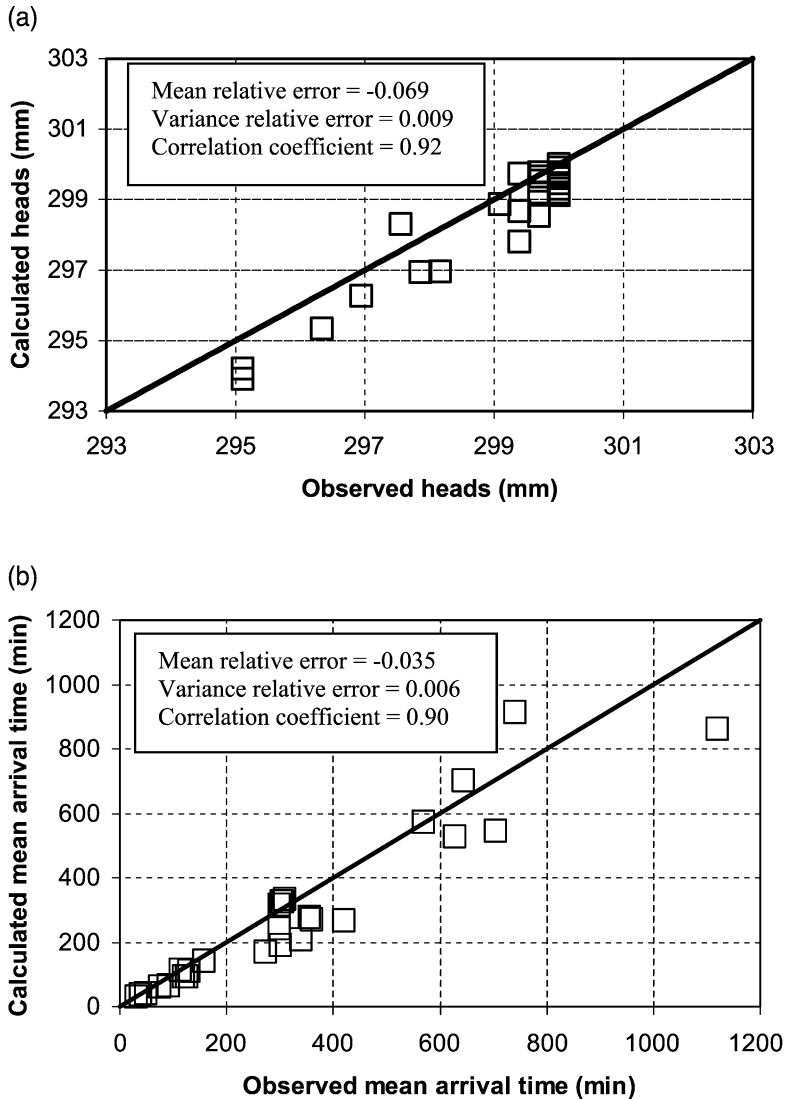 (a)
303
301
299
297
295
293
Calculated heads (mm)
Mean relative error = -0.069
Variance relative error = 0.009
Correlation coefficient = 0.92
293 295 297 299 301 303
Observed heads (mm)
(b)
1200
1000
800
600
400
200
0
Calculated mean arrival time (min)
Mean relative error = -0.035
Variance relative error = 0.006
Correlation coefficient = 0.90
0 200 400 600 800 1000 1200
Observed mean arrival time (min)